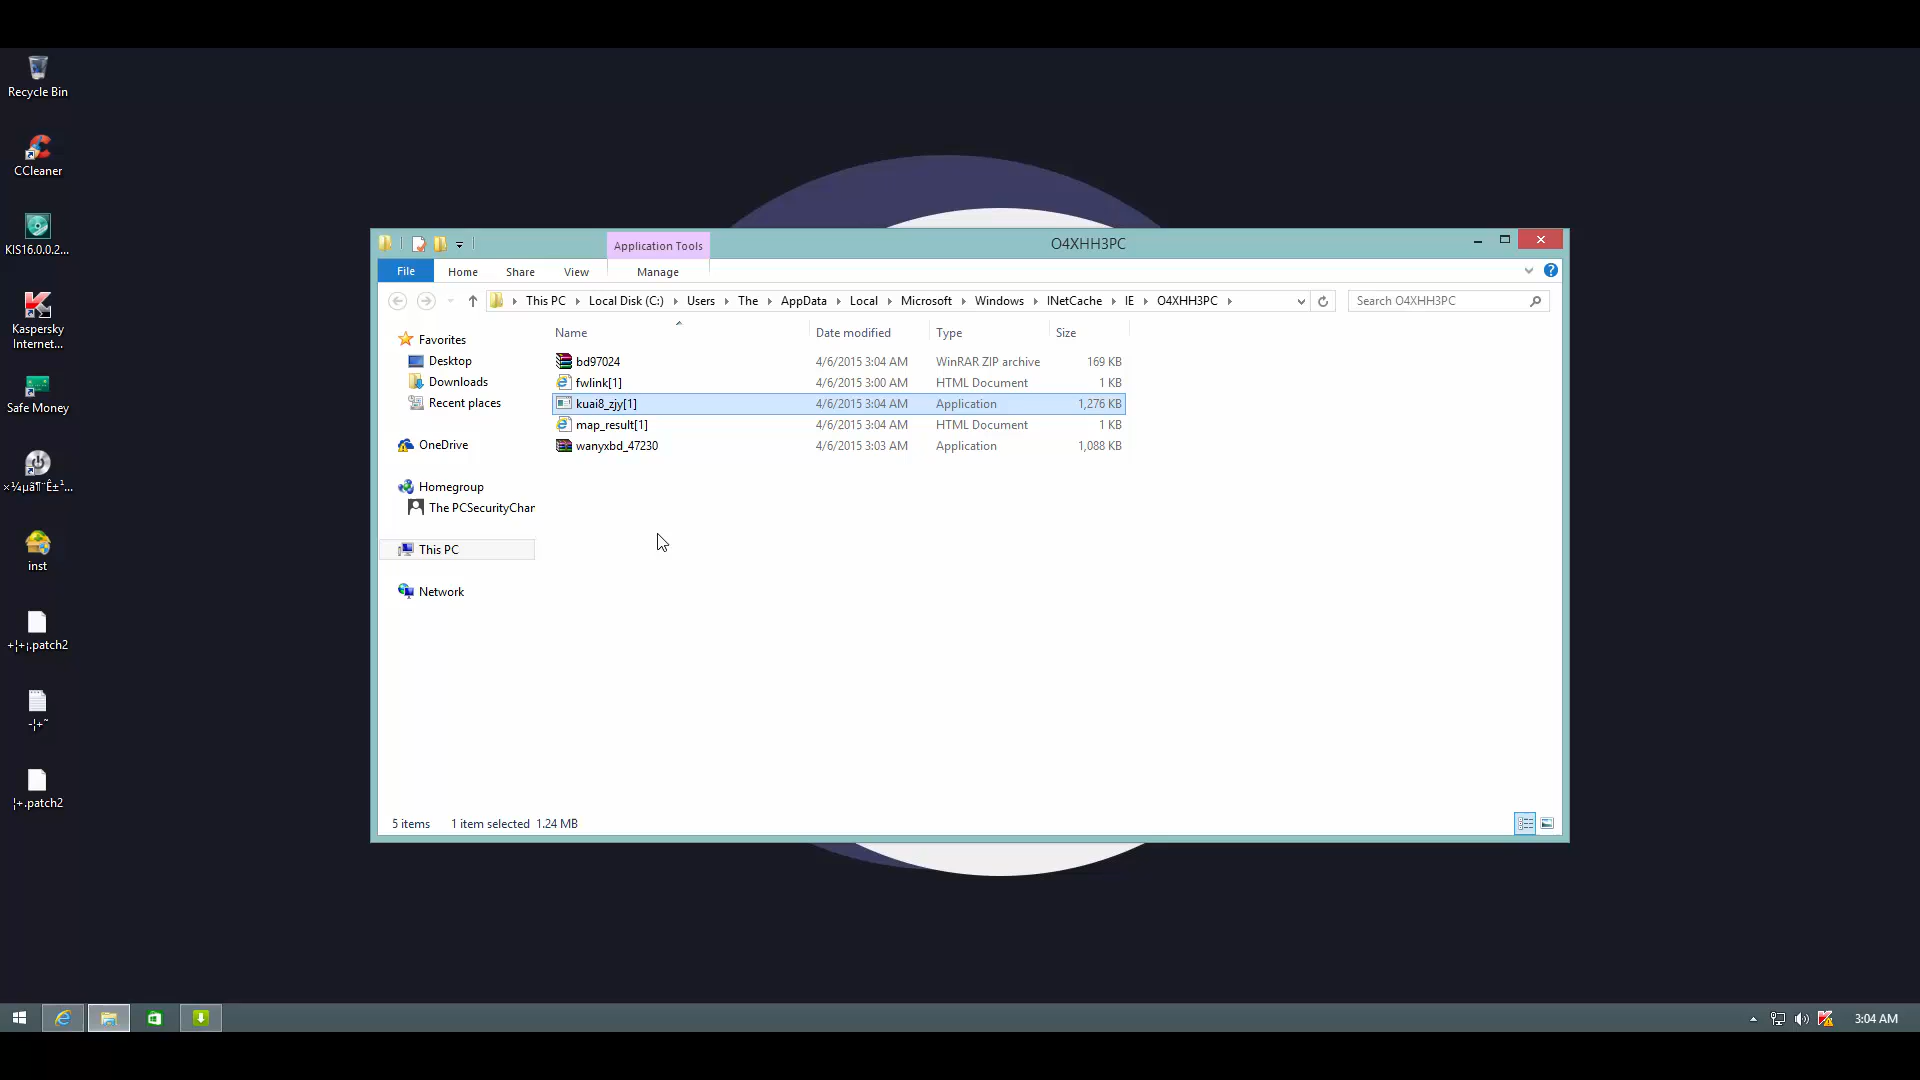 Recycle Bin
CCleaner
KIS16.0.0.2...
Kaspersky
Internet...
Safe Money
inst
+¦+¡.patch2
¦+.patch2
Application Tools
O4XHH3PC
File
Home
Share
View
Manage
This PC
Local Disk (C:)
Users
The
AppData
Local
Microsoft
Windows
INetCache
IE
O4XHH3PC
Search O4XHH3PC
Favorites
Desktop
Downloads
Recent places
OneDrive
Homegroup
The PCSecurityChar
This PC
Network
Name Date modified Type Size
bd97024 4/6/2015 3:04 AM WinRAR ZIP archive 169 KB
fwlink[1] 4/6/2015 3:00 AM HTML Document 1 KB
kuai8_zjy[1] 4/6/2015 3:04 AM Application 1,276 KB
map_result[1] 4/6/2015 3:04 AM HTML Document 1 KB
wanyxbd_47230 4/6/2015 3:03 AM Application 1,088 KB
5 items 1 item selected 1.24 MB
3:04 AM